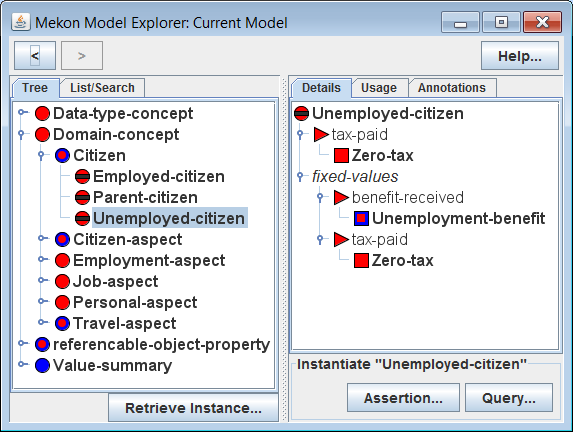 Mekon Model Explorer: Current Model
<
>
Help...
Tree
List/Search
Data-type-concept
Domain-concept
Citizen
Employed-citizen
Parent-citizen
Unemployed-citizen
Citizen-aspect
Employment-aspect
Job-aspect
Personal-aspect
Travel-aspect
referencable-object-property
Value-summary
Retrieve Instance...
Details
Usage
Annotations
Unemployed-citizen
tax-paid
Zero-tax
fixed-values
benefit-received
Unemployment-benefit
tax-paid
Zero-tax
Instantiate "Unemployed-citizen"
Assertion...
Query...